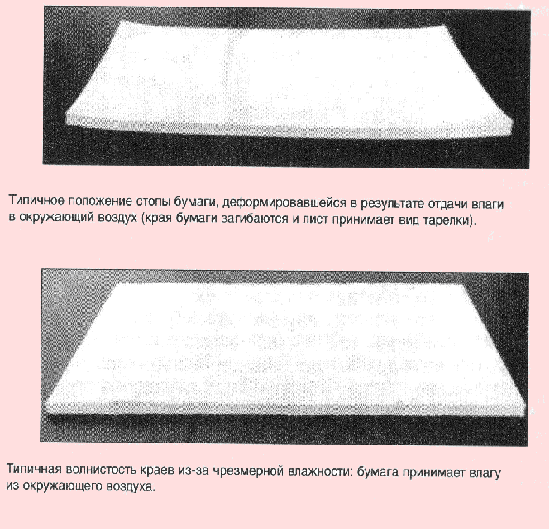 Типичное положение стопы бумаги, деформировавшейся в результате отдачи влаги
в окружающий воздух (края бумаги загибаются и лист принимает вид тарелки).
Типичная волнистость краев из-за чрезмерной влажности: бумага принимает влагу
из окружающего воздуха.